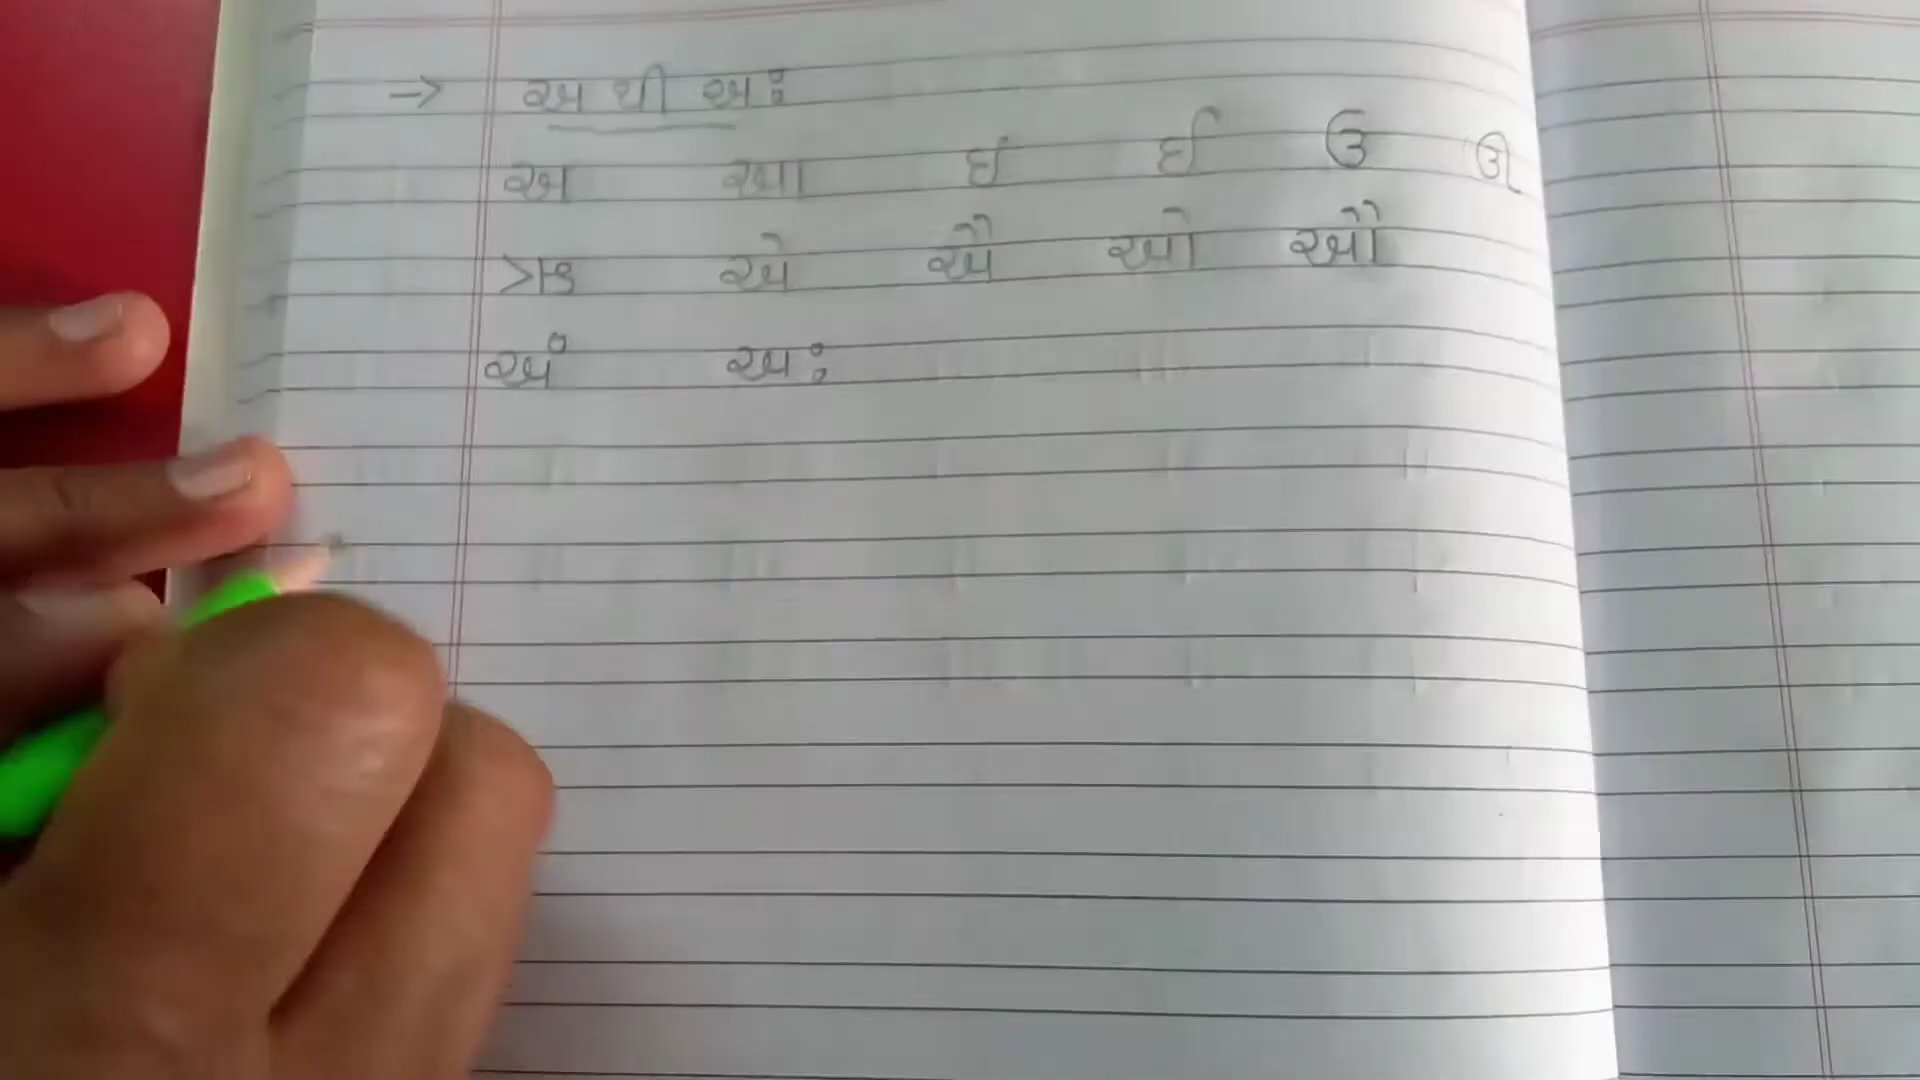 → અ થી અઃ
અ આ ઇ ઈ ઉ ઊ
ઋ એ ઐ ઓ ઔ
અં અઃ